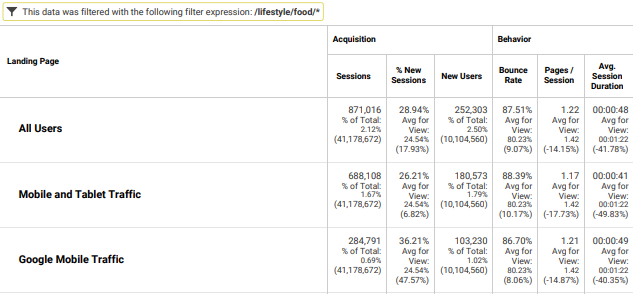 This data was filtered with the following filter expression: /lifestyle/food/*
Acquisition Behavior
Landing Page
Sessions % New Sessions New Users Bounce Rate Pages / Session Avg. Session Duration
All Users
871,016 28.94% 252,303 87.51% 1.22 00:00:48
% of Total: Avg for % of Total: Avg for Avg for Avg for
2.12% View: 2.50% View: View: View:
(41,178,672) 24.54% (10,104,560) 80.23% 1.42 00:01:22
(17.93%) (9.07%) (-14.15%) (-41.78%)
Mobile and Tablet Traffic
688,108 26.21% 180,573 88.39% 1.17 00:00:41
% of Total: Avg for % of Total: Avg for Avg for Avg for
1.67% View: 1.79% View: View: View:
(41,178,672) 24.54% (10,104,560) 80.23% 1.42 00:01:22
(6.82%) (10.17%) (-17.73%) (-49.83%)
Google Mobile Traffic
284,791 36.21% 103,230 86.70% 1.21 00:00:49
% of Total: Avg for % of Total: Avg for Avg for Avg for
0.69% View: 1.02% View: View: View:
(41,178,672) 24.54% (10,104,560) 80.23% 1.42 00:01:22
(47.57%) (8.06%) (-14.87%) (-40.35%)